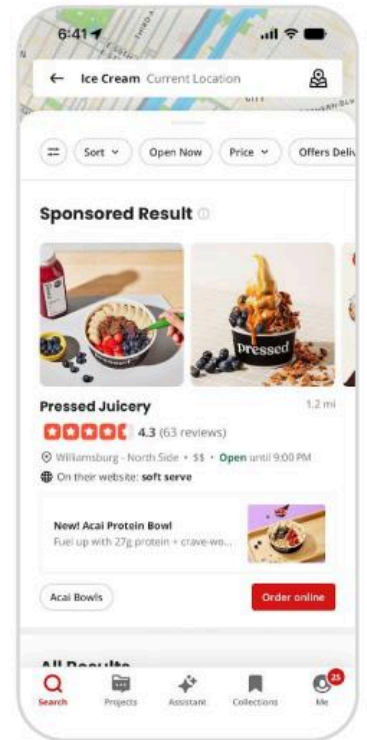 6:41
Ice Cream Current Location
Sort
Open Now
Price
Offers Deliv
Sponsored Result
pressed
Pressed Juicery
1.2 mi
4.3 (63 reviews)
Williamsburg - North Side • $$ • Open until 9:00 PM
On their website: soft serve
New! Acai Protein Bowl
Fuel up with 27g protein + crave-wo...
Acai Bowls
Order online
All Results
25
Search
Projects
Assistant
Collections
Me